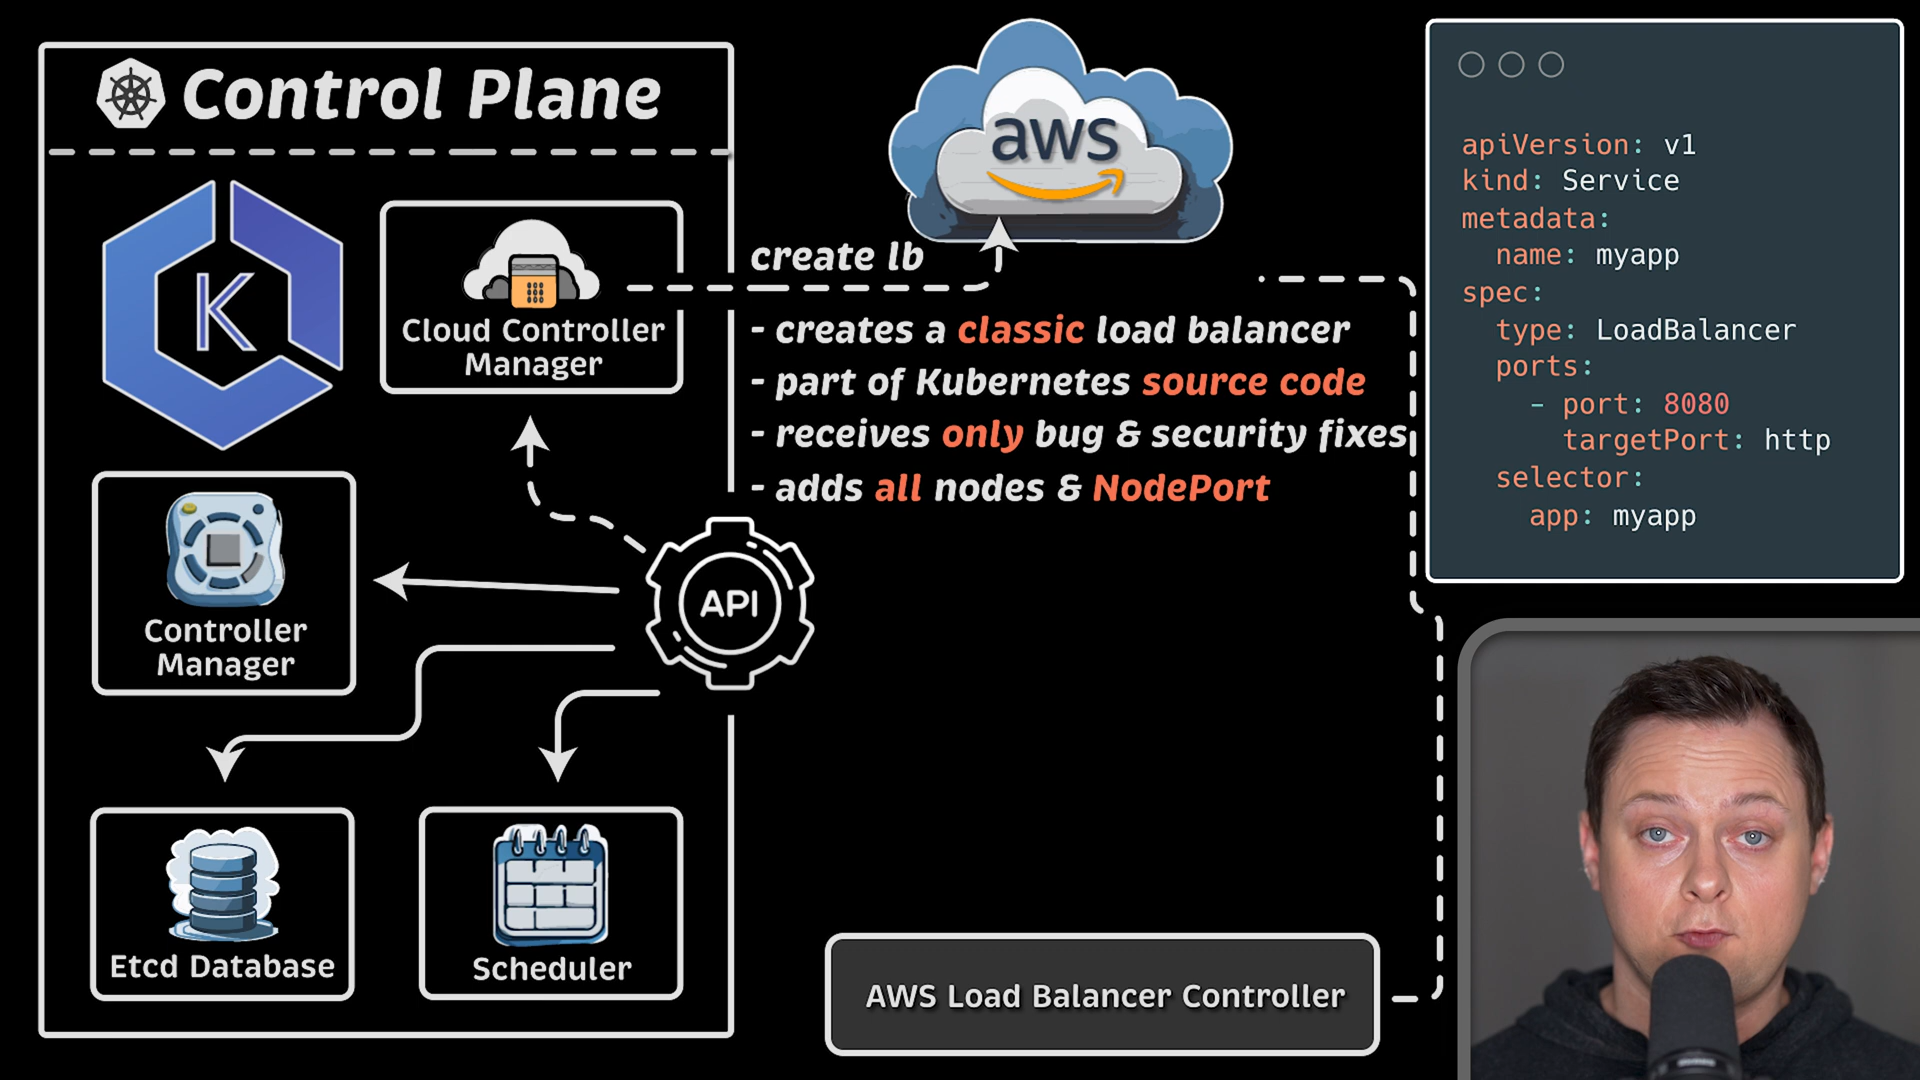 Control Plane
K
Cloud Controller
Manager
Controller
Manager
Etcd Database
Scheduler
API
aws
create lb
- creates a classic load balancer
- part of Kubernetes source code
- receives only bug & security fixes
- adds all nodes & NodePort
AWS Load Balancer Controller
apiVersion: v1
kind: Service
metadata:
  name: myapp
spec:
  type: LoadBalancer
  ports:
    - port: 8080
      targetPort: http
  selector:
    app: myapp